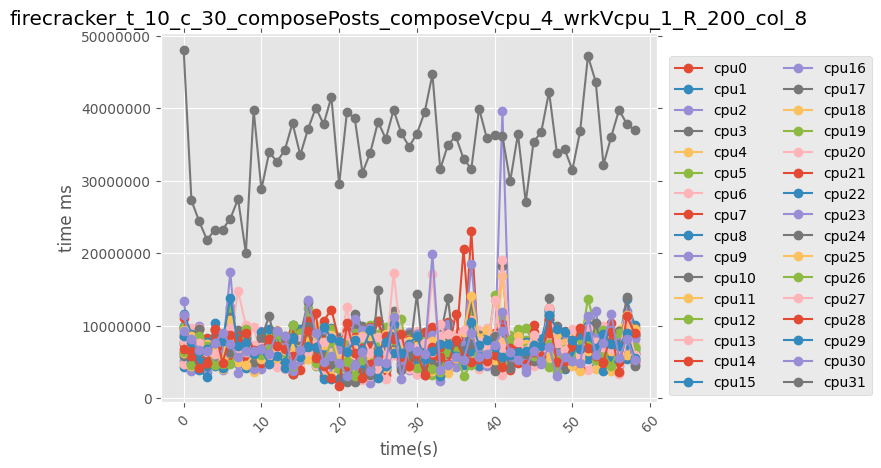 firecracker_t_10_c_30_composePosts_composeVcpu_4_wrkVcpu_1_R_200_col_8
50000000
40000000
30000000
20000000
10000000
0
time ms
0
10
20
30
40
50
60
time(s)
cpu0
cpu1
cpu2
cpu3
cpu4
cpu5
cpu6
cpu7
cpu8
cpu9
cpu10
cpu11
cpu12
cpu13
cpu14
cpu15
cpu16
cpu17
cpu18
cpu19
cpu20
cpu21
cpu22
cpu23
cpu24
cpu25
cpu26
cpu27
cpu28
cpu29
cpu30
cpu31